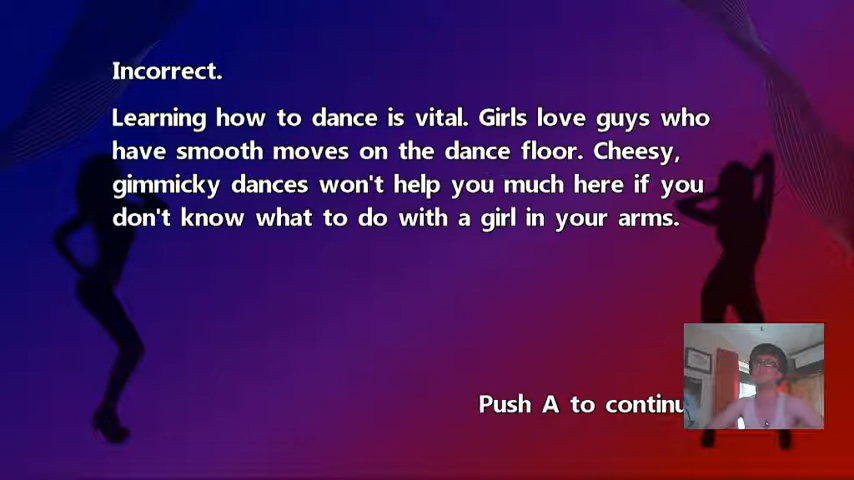 Incorrect.
Learning how to dance is vital. Girls love guys who
have smooth moves on the dance floor. Cheesy,
gimmicky dances won't help you much here if you
don't know what to do with a girl in your arms.
Push A to continu